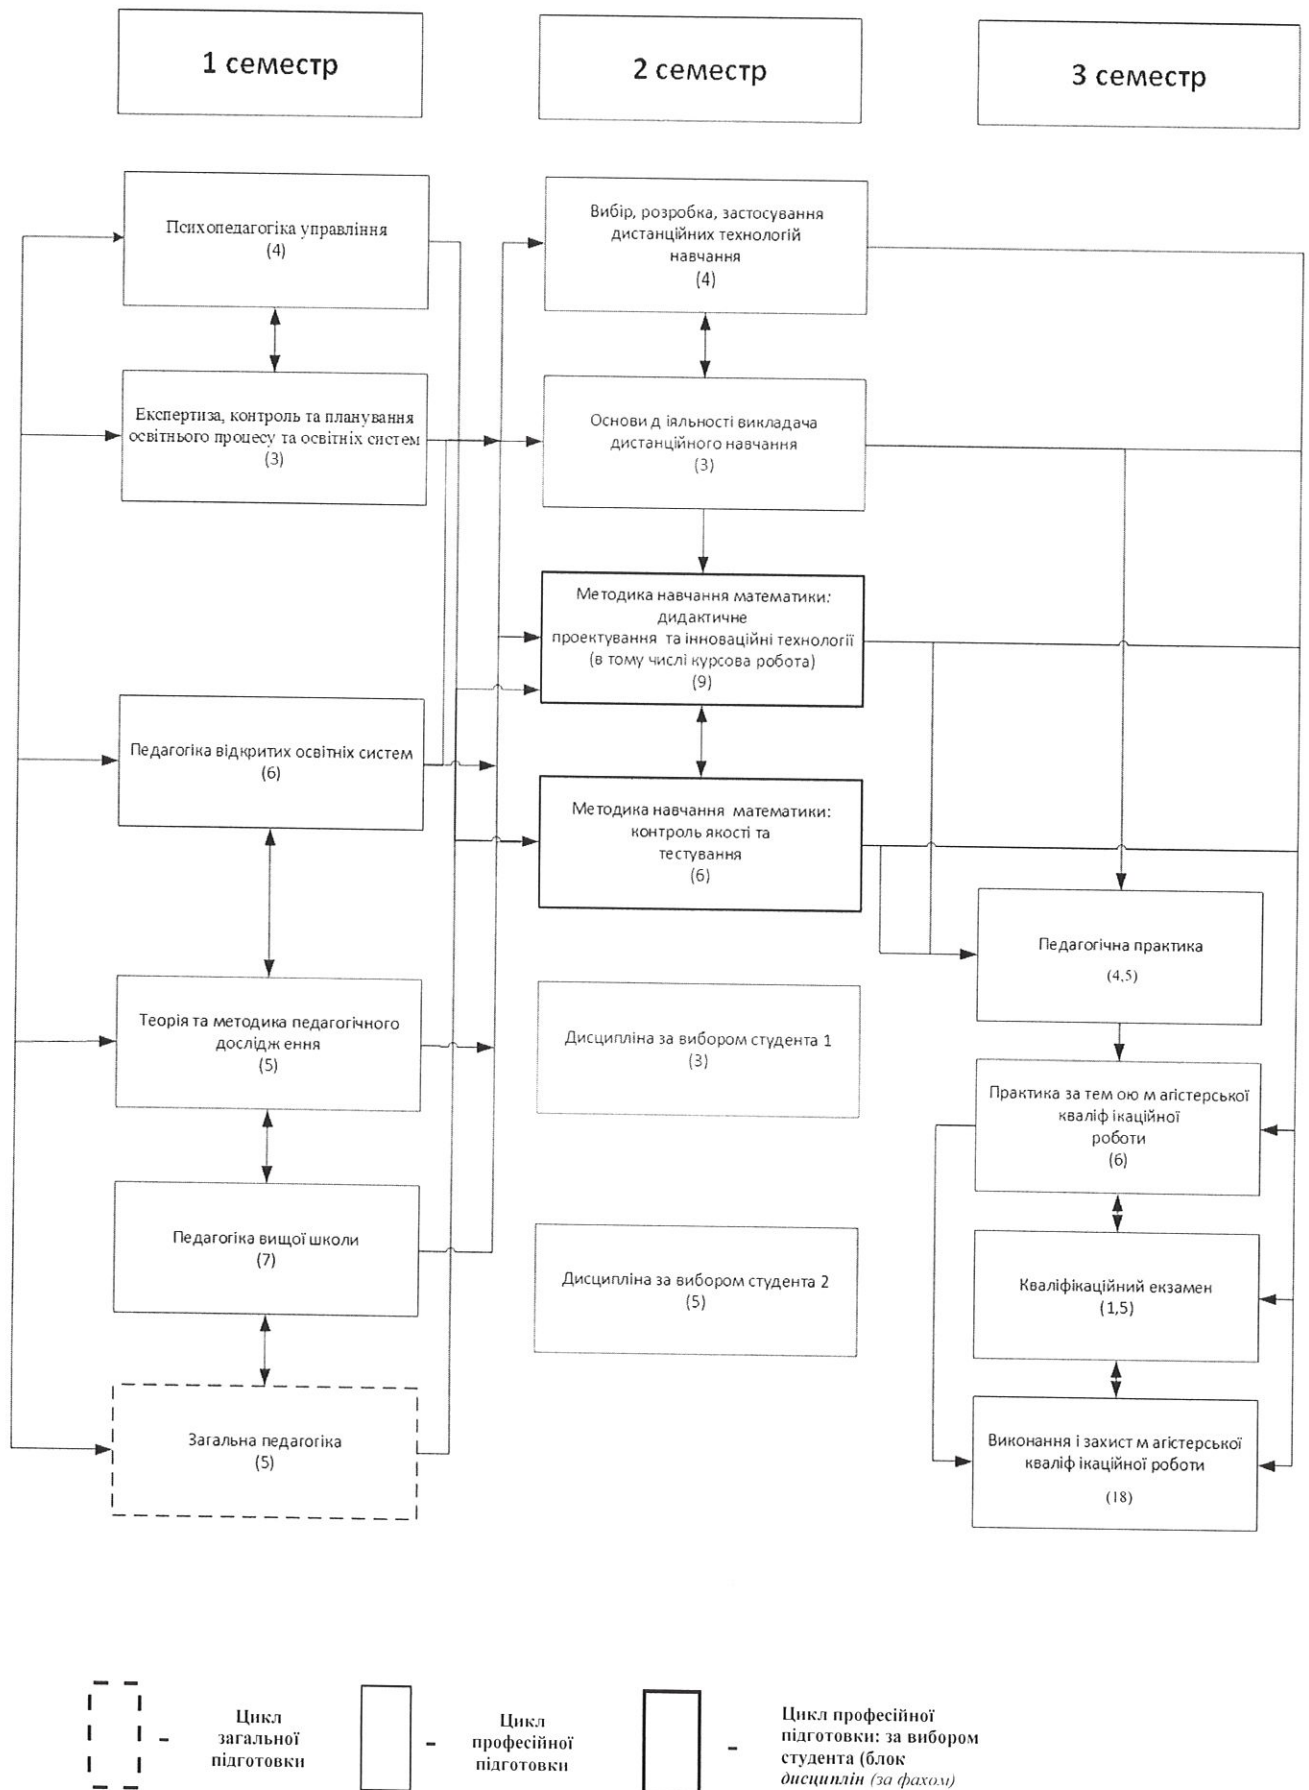 1 семестр
2 семестр
3 семестр
Психопедагогіка управління
(4)
Експертиза, контроль та планування
освітнього процесу та освітніх систем
(3)
Педагогіка відкритих освітніх систем
(6)
Теорія та методика педагогічного
дослідж ення
(5)
Педагогіка вищої школи
(7)
Загальна педагогіка
(5)
Вибір, розробка, застосування
дистанційних технологій
навчання
(4)
Основи д іяльності викладача
дистанційного навчання
(3)
Методика навчання математики:
дидактичне
проектування та інноваційні технології
(в тому числі курсова робота)
(9)
Методика навчання математики:
контроль якості та
тестування
(6)
Дисципліна за вибором студента 1
(3)
Дисципліна за вибором студента 2
(5)
Педагогічна практика
(4,5)
Практика за тем ою м агістерської
кваліф ікаційної
роботи
(6)
Кваліфікаційний екзамен
(1,5)
Виконання і захист м агістерської
кваліф ікаційної роботи
(18)
- Цикл
загальної
підготовки
- Цикл
професійної
підготовки
- Цикл професійної
підготовки: за вибором
студента (блок
дисциплін (за фахом)